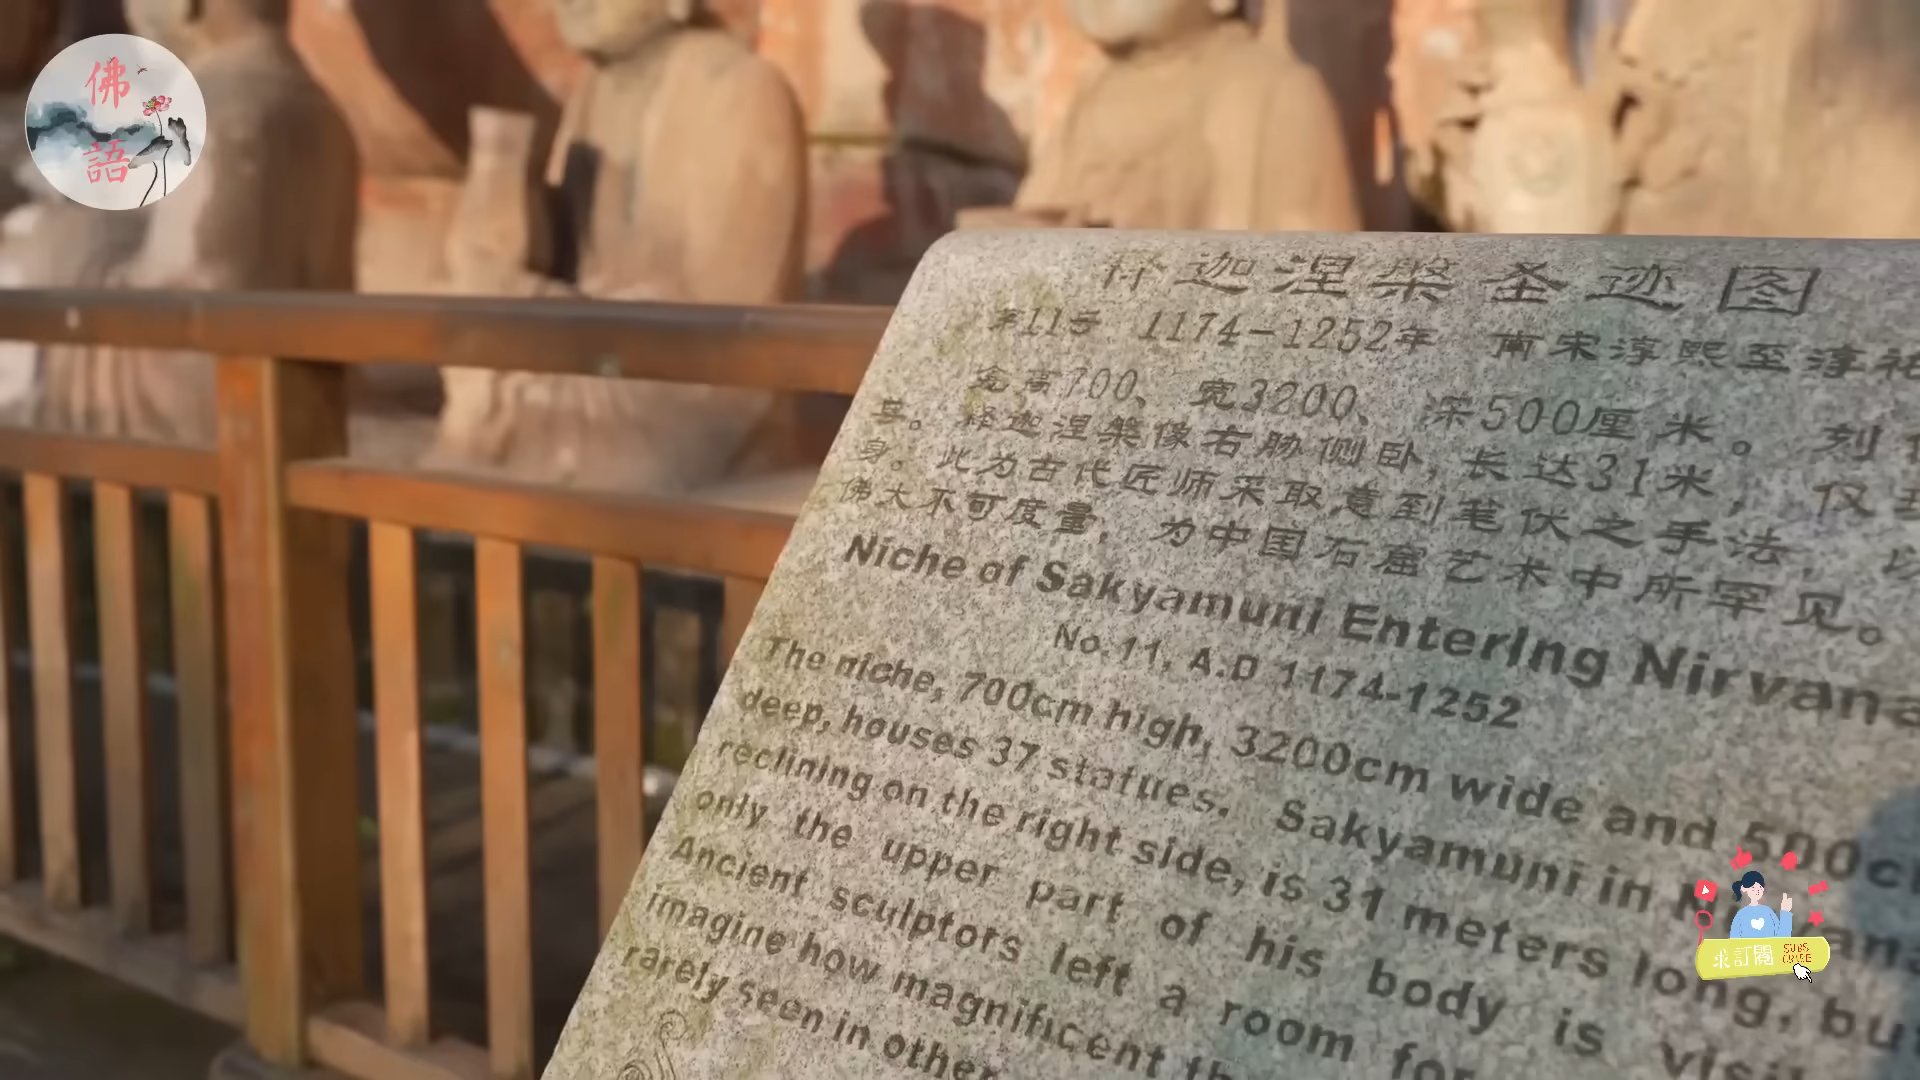 佛
語
释迦涅槃圣迹图
第11号 1174-1252年 南宋淳熙至淳祐
龛高700、宽3200、深500厘米。刻
释迦涅槃像右胁侧卧,长达31米,仅
身。此为古代匠师采取意到笔伏之手法,以
佛大不可度量,为中国石窟艺术中所罕见。
Niche of Sakyamuni Entering Nirvana
No.11, A.D 1174-1252
The niche, 700cm high, 3200cm wide and 500cm
deep, houses 37 statues. Sakyamuni in Nirvana
reclining on the right side, is 31 meters long, but
only the upper part of his body is
Ancient sculptors left a room for
imagine how magnificent
rarely seen in other
求訂閱
SUBSCRIBE